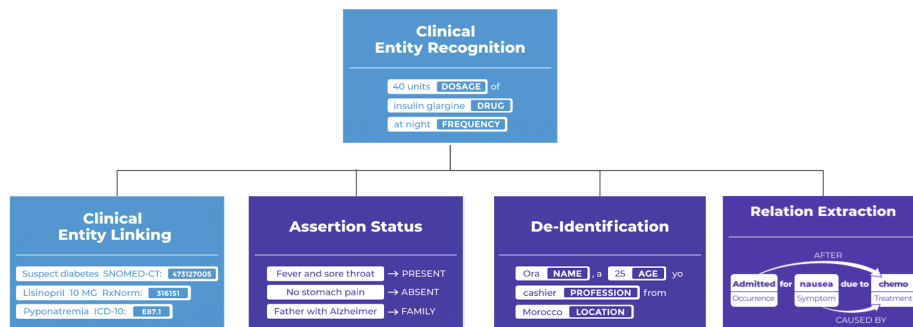 Clinical
Entity Recognition
40 units DOSAGE of
insulin glargine DRUG
at night FREQUENCY
Clinical
Entity Linking
Suspect diabetes SNOMED-CT: 473127005
Lisinopril 10 MG RxNorm: 316151
Pyponatremia ICD-10: E87.1
Assertion Status
Fever and sore throat → PRESENT
No stomach pain → ABSENT
Father with Alzheimer → FAMILY
De-Identification
Ora NAME , a 25 AGE yo
cashier PROFESSION from
Morocco LOCATION
Relation Extraction
AFTER
Admitted for nausea due to chemo
Occurrence Symptom Treatment
CAUSED BY